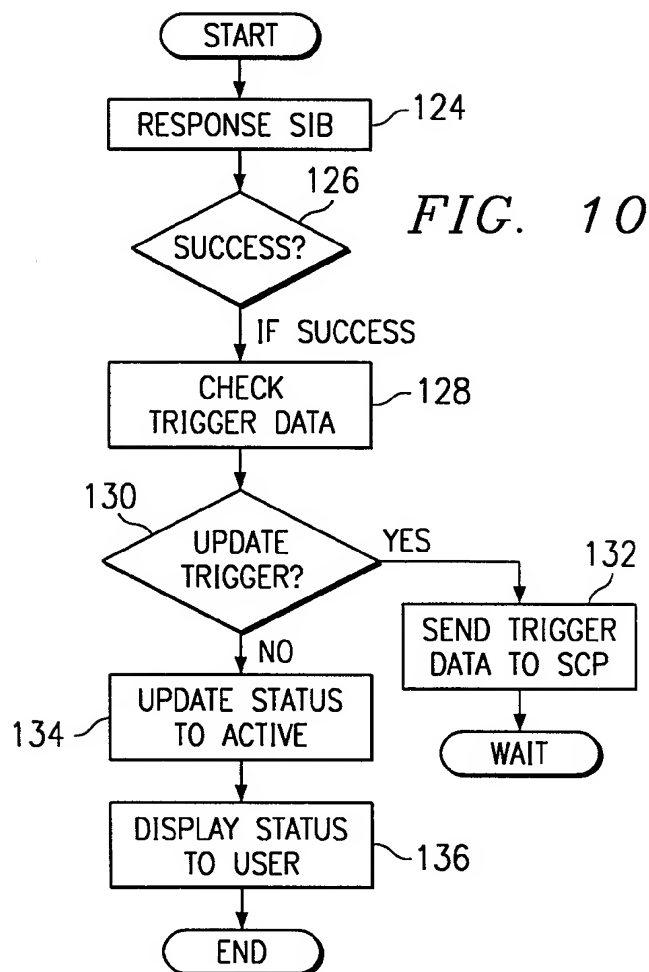 START
RESPONSE SIB
124
126
SUCCESS?
FIG. 10
IF SUCCESS
CHECK
TRIGGER DATA
128
130
UPDATE
TRIGGER?
YES
132
SEND TRIGGER
DATA TO SCP
WAIT
NO
UPDATE STATUS
TO ACTIVE
134
DISPLAY STATUS
TO USER
136
END